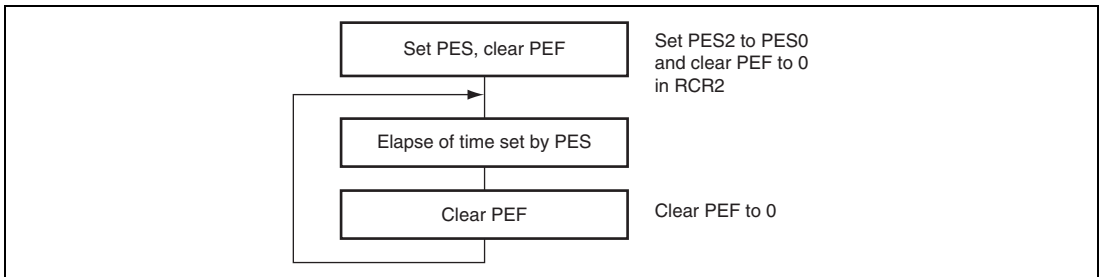 Set PES, clear PEF
Set PES2 to PES0
and clear PEF to 0
in RCR2
Elapse of time set by PES
Clear PEF
Clear PEF to 0